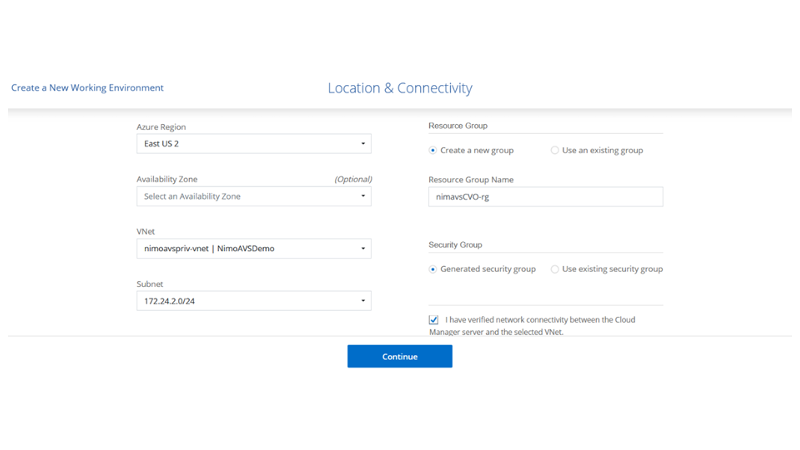 Create a New Working Environment
Location & Connectivity
Azure Region
East US 2
Availability Zone (Optional)
Select an Availability Zone
VNet
nimoavspriv-vnet | NimoAVSDemo
Subnet
172.24.2.0/24
Resource Group
Create a new group Use an existing group
Resource Group Name
nimavsCVO-rg
Security Group
Generated security group Use existing security group
I have verified network connectivity between the Cloud
Manager server and the selected VNet.
Continue